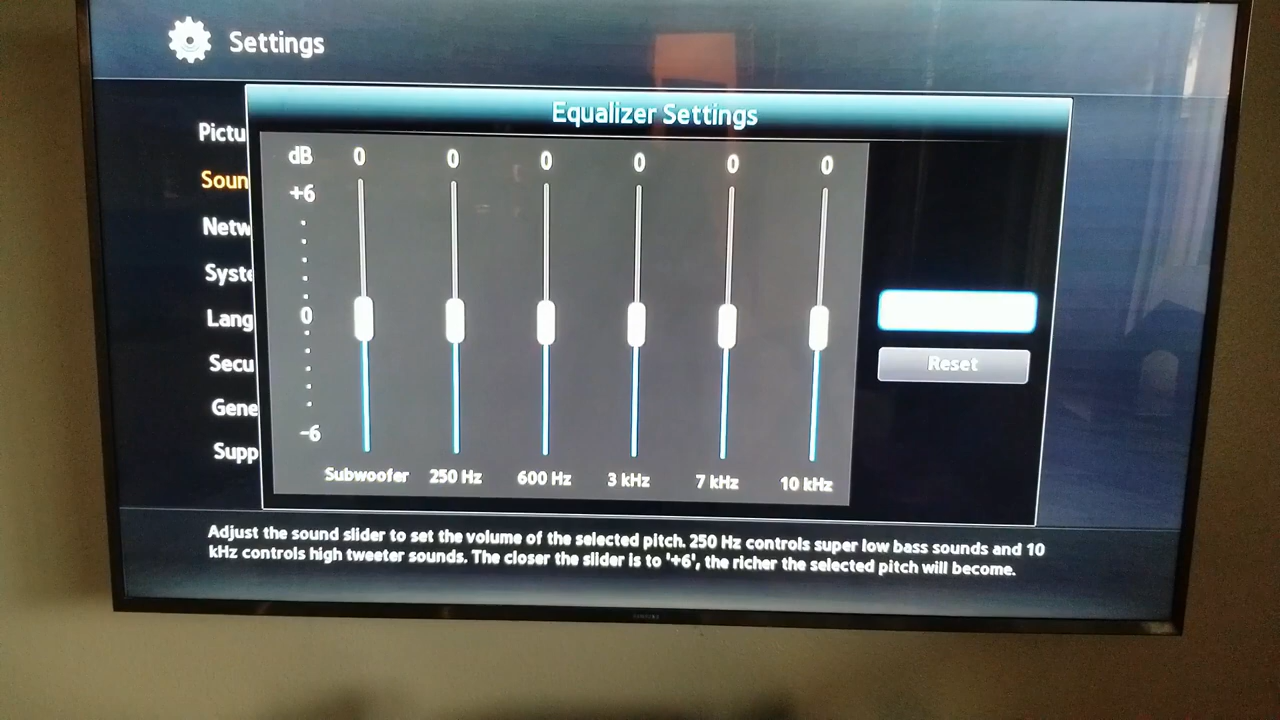 Settings
Equalizer Settings
Pictu
Soun
Netw
Syste
Lang
Secu
Gene
Supp
dB 0 0 0 0 0 0
+6
0
-6
Subwoofer 250 Hz 600 Hz 3 kHz 7 kHz 10 kHz
Reset
Adjust the sound slider to set the volume of the selected pitch. 250 Hz controls super low bass sounds and 10
kHz controls high tweeter sounds. The closer the slider is to '+6', the richer the selected pitch will become.
SAMSUNG